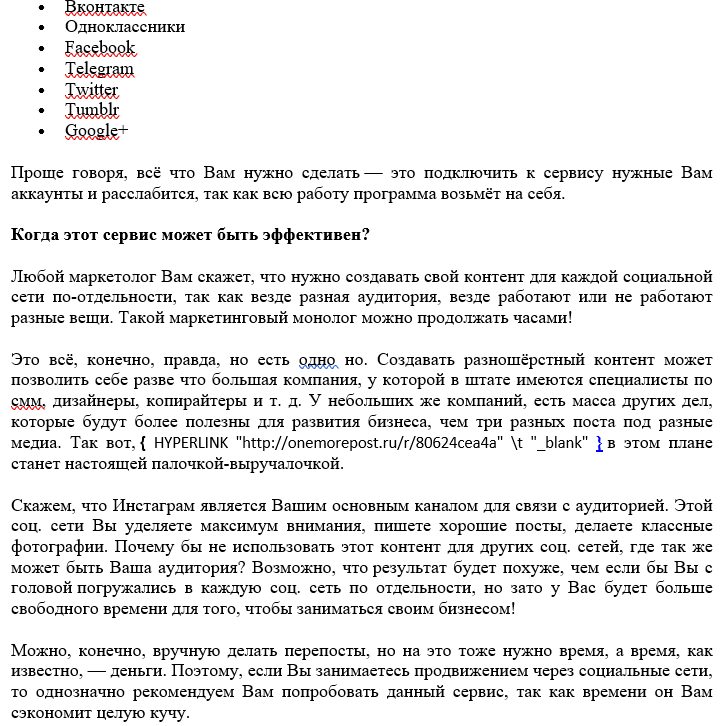 • Вконтакте
• Одноклассники
• Facebook
• Telegram
• Twitter
• Tumblr
• Google+
Проще говоря, всё что Вам нужно сделать — это подключить к сервису нужные Вам
аккаунты и расслабится, так как всю работу программа возьмёт на себя.
Когда этот сервис может быть эффективен?
Любой маркетолог Вам скажет, что нужно создавать свой контент для каждой социальной
сети по-отдельности, так как везде разная аудитория, везде работают или не работают
разные вещи. Такой маркетинговый монолог можно продолжать часами!
Это всё, конечно, правда, но есть одно но. Создавать разношёрстный контент может
позволить себе разве что большая компания, у которой в штате имеются специалисты по
смм, дизайнеры, копирайтеры и т. д. У небольших же компаний, есть масса других дел,
которые будут более полезны для развития бизнеса, чем три разных поста под разные
медиа. Так вот, { HYPERLINK "http://onemorepost.ru/r/80624cea4a" \t "_blank" } в этом плане
станет настоящей палочкой-выручалочкой.
Скажем, что Инстаграм является Вашим основным каналом для связи с аудиторией. Этой
соц. сети Вы уделяете максимум внимания, пишете хорошие посты, делаете классные
фотографии. Почему бы не использовать этот контент для других соц. сетей, где так же
может быть Ваша аудитория? Возможно, что результат будет похуже, чем если бы Вы с
головой погружались в каждую соц. сеть по отдельности, но зато у Вас будет больше
свободного времени для того, чтобы заниматься своим бизнесом!
Можно, конечно, вручную делать перепосты, но на это тоже нужно время, а время, как
известно, — деньги. Поэтому, если Вы занимаетесь продвижением через социальные сети,
то однозначно рекомендуем Вам попробовать данный сервис, так как времени он Вам
сэкономит целую кучу.